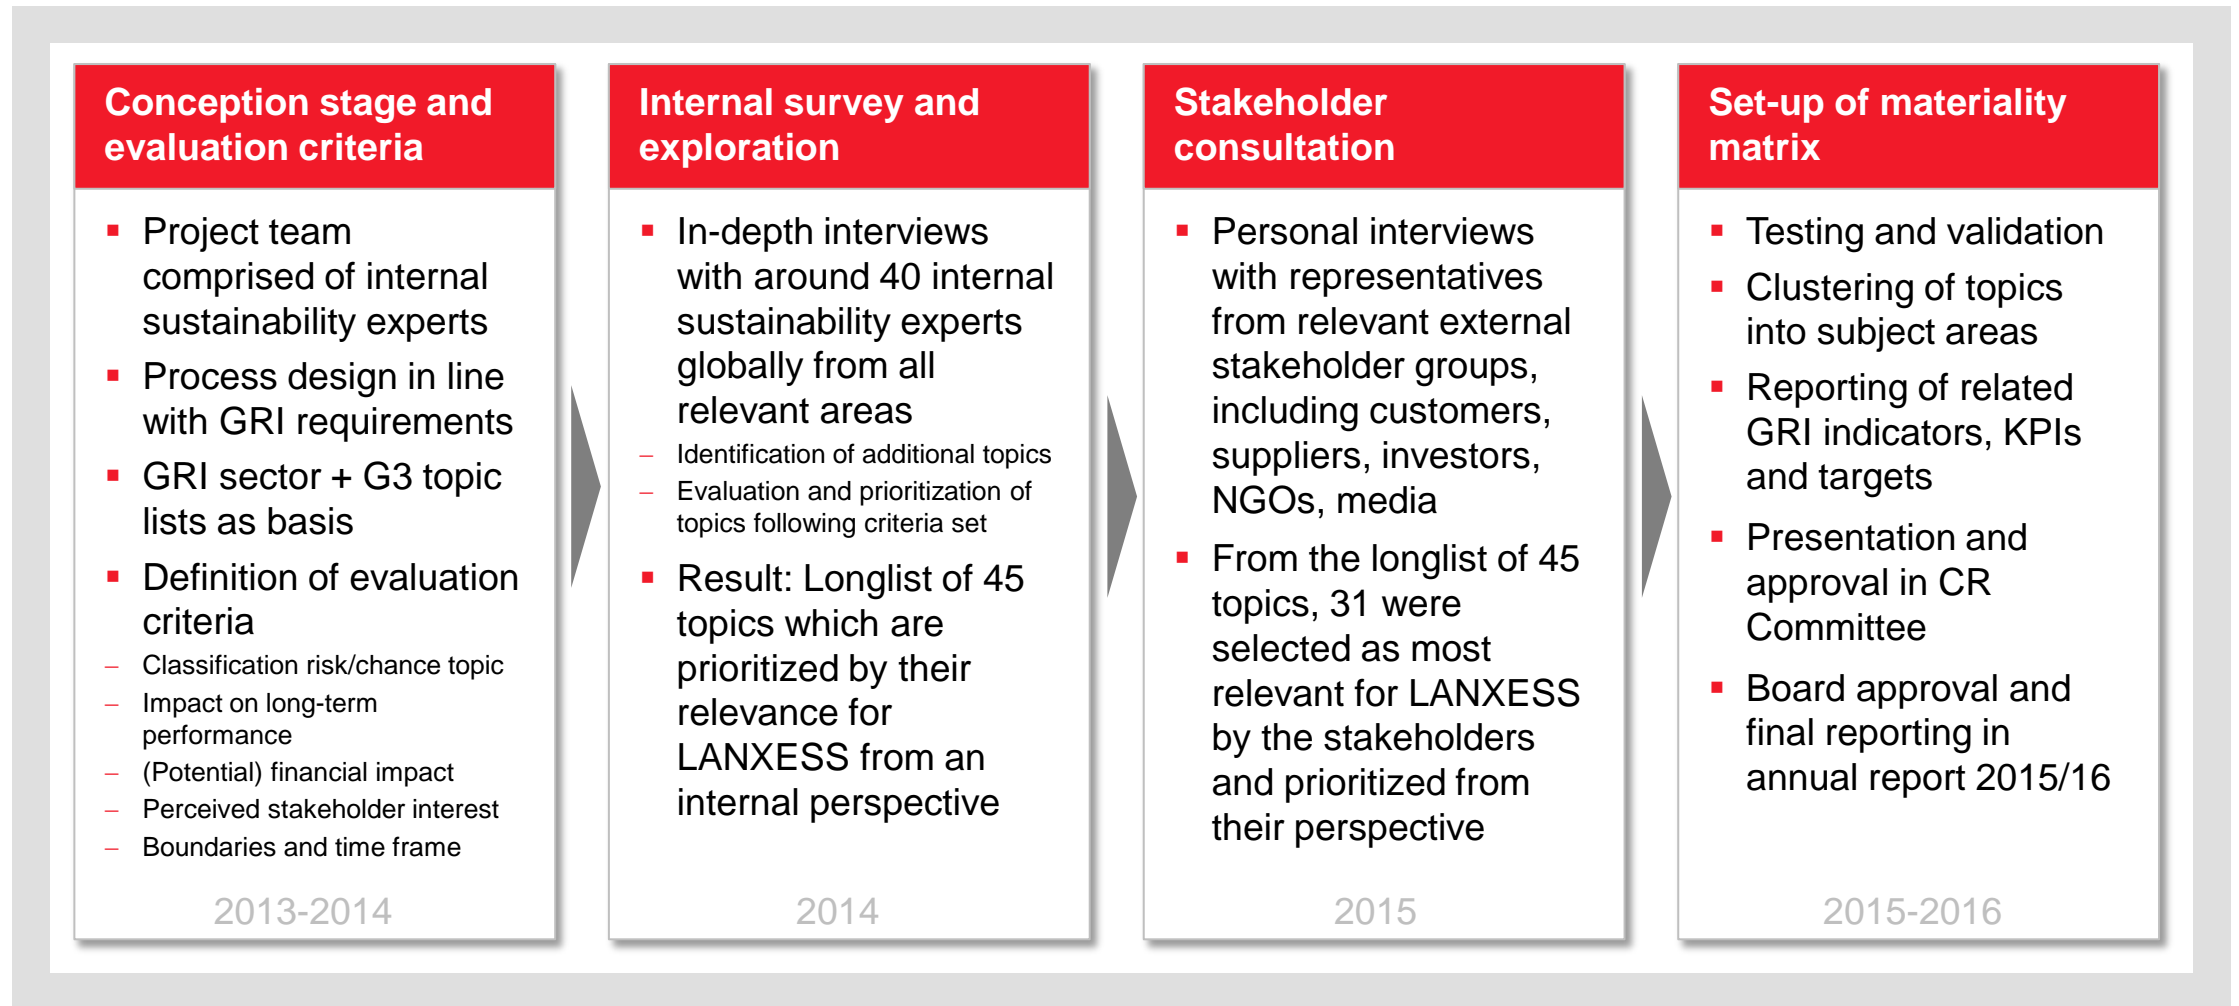 Conception stage and
evaluation criteria
▪ Project team
comprised of internal
sustainability experts
▪ Process design in line
with GRI requirements
▪ GRI sector + G3 topic
lists as basis
▪ Definition of evaluation
criteria
– Classification risk/chance topic
– Impact on long-term
performance
– (Potential) financial impact
– Perceived stakeholder interest
– Boundaries and time frame
2013-2014
Internal survey and
exploration
▪ In-depth interviews
with around 40 internal
sustainability experts
globally from all
relevant areas
– Identification of additional topics
– Evaluation and prioritization of
topics following criteria set
▪ Result: Longlist of 45
topics which are
prioritized by their
relevance for
LANXESS from an
internal perspective
2014
Stakeholder
consultation
▪ Personal interviews
with representatives
from relevant external
stakeholder groups,
including customers,
suppliers, investors,
NGOs, media
▪ From the longlist of 45
topics, 31 were
selected as most
relevant for LANXESS
by the stakeholders
and prioritized from
their perspective
2015
Set-up of materiality
matrix
▪ Testing and validation
▪ Clustering of topics
into subject areas
▪ Reporting of related
GRI indicators, KPIs
and targets
▪ Presentation and
approval in CR
Committee
▪ Board approval and
final reporting in
annual report 2015/16
2015-2016